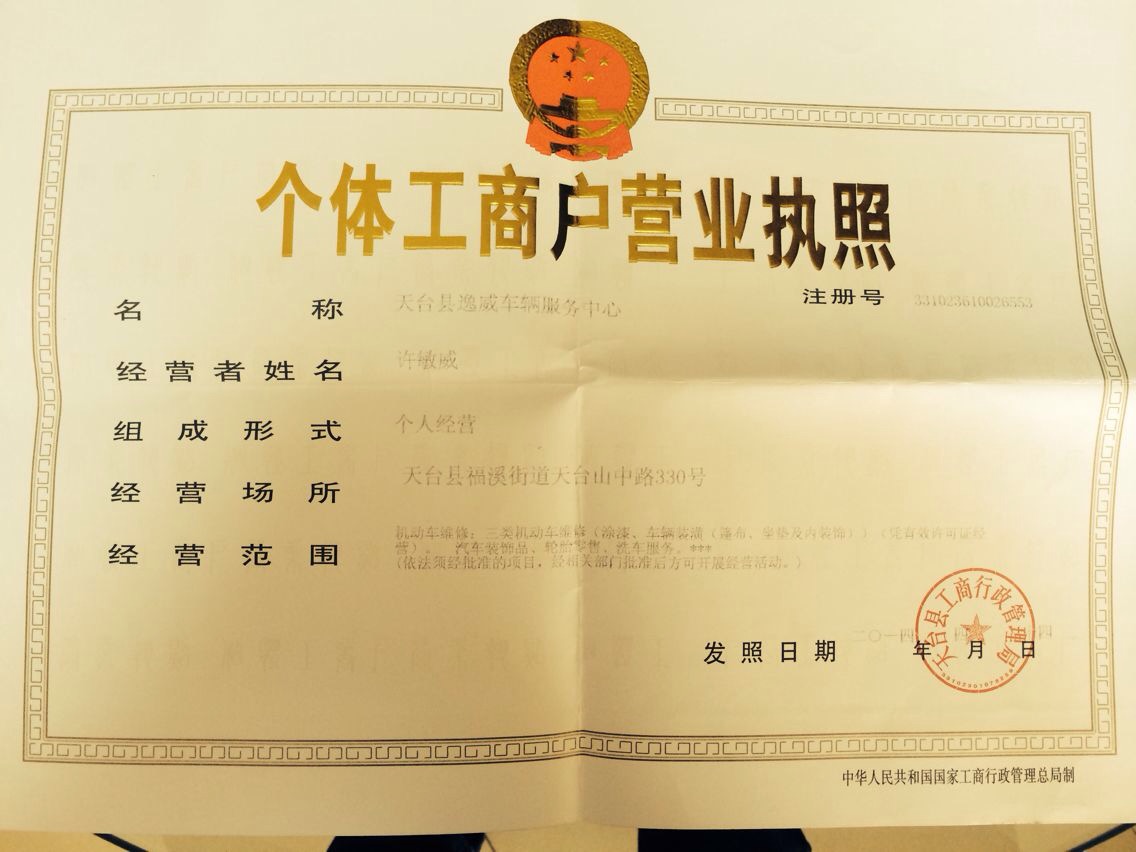 个体工商户营业执照
注册号 331023610026553
名称 天台县逸威车辆服务中心
经营者姓名 许敏威
组成形式 个人经营
经营场所 天台县福溪街道天台山中路330号
经营范围 机动车维修：三类机动车维修（涂漆、车辆装潢（篷布、坐垫及内装饰））（凭有效许可证经
营）。 汽车装饰品、轮胎零售、洗车服务。***
(依法须经批准的项目，经相关部门批准后方可开展经营活动。)
天台县工商行政管理局
二〇一四 四
发照日期 年 月 日
中华人民共和国国家工商行政管理总局制